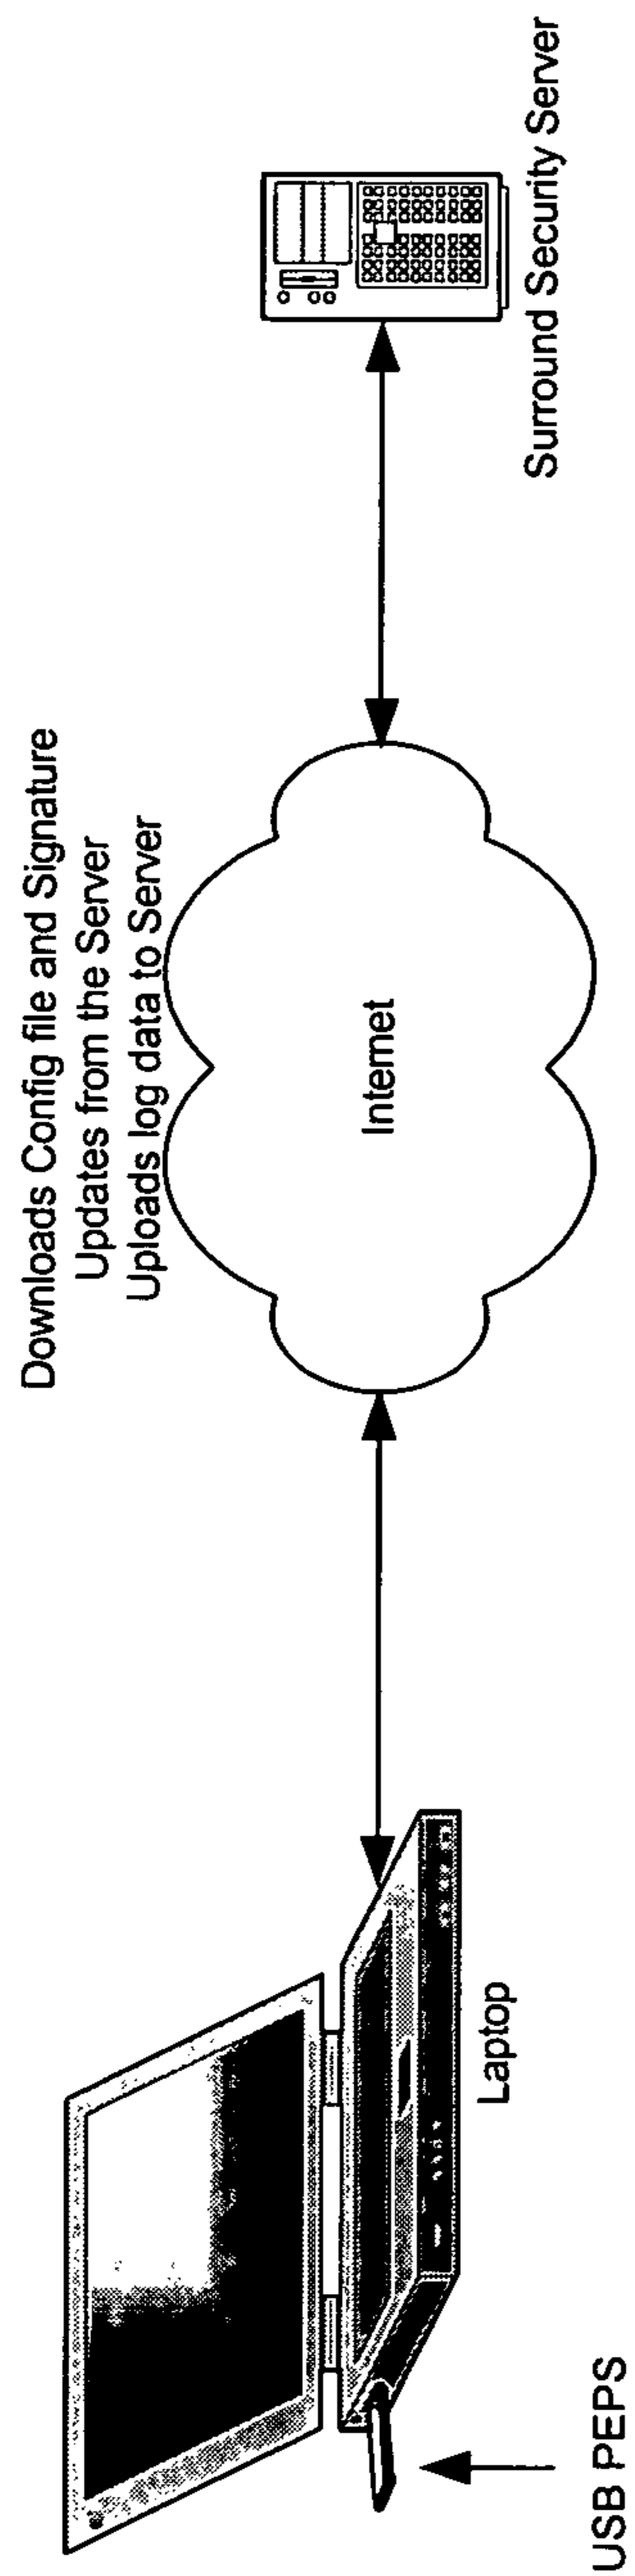 Downloads Config file and Signature
Updates from the Server
Uploads log data to Server
Internet
Surround Security Server
Laptop
USB PEPS